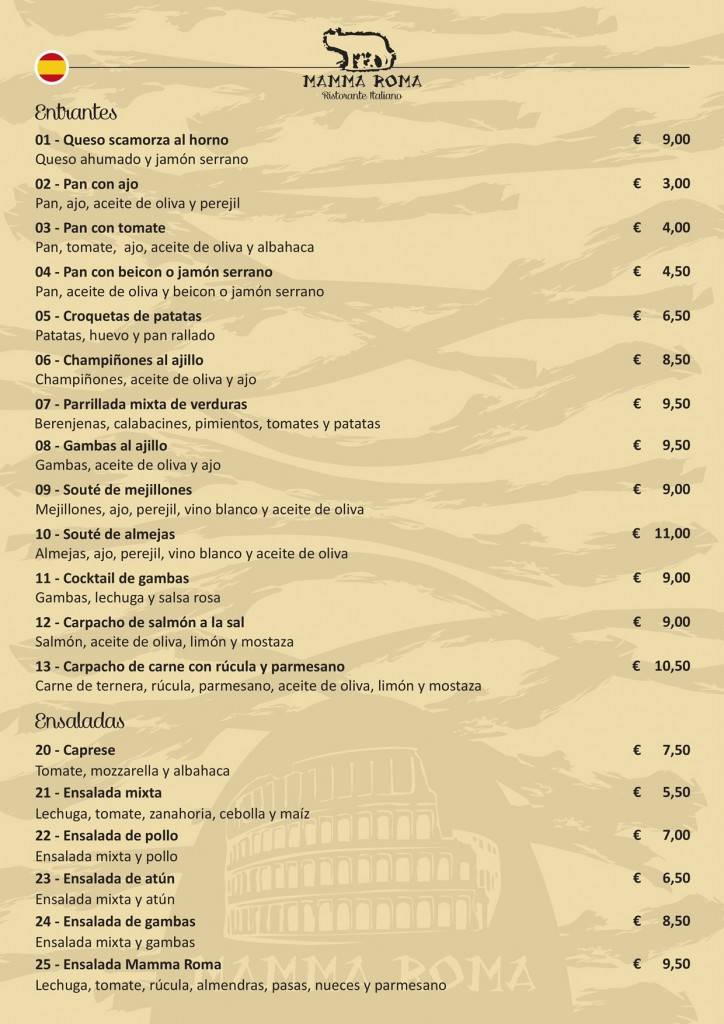 MAMMA ROMA
Ristorante Italiano
Entrantes
01 - Queso scamorza al horno € 9,00
Queso ahumado y jamón serrano
02 - Pan con ajo € 3,00
Pan, ajo, aceite de oliva y perejil
03 - Pan con tomate € 4,00
Pan, tomate, ajo, aceite de oliva y albahaca
04 - Pan con beicon o jamón serrano € 4,50
Pan, aceite de oliva y beicon o jamón serrano
05 - Croquetas de patatas € 6,50
Patatas, huevo y pan rallado
06 - Champiñones al ajillo € 8,50
Champiñones, aceite de oliva y ajo
07 - Parrillada mixta de verduras € 9,50
Berenjenas, calabacines, pimientos, tomates y patatas
08 - Gambas al ajillo € 9,50
Gambas, aceite de oliva y ajo
09 - Souté de mejillones € 9,00
Mejillones, ajo, perejil, vino blanco y aceite de oliva
10 - Souté de almejas € 11,00
Almejas, ajo, perejil, vino blanco y aceite de oliva
11 - Cocktail de gambas € 9,00
Gambas, lechuga y salsa rosa
12 - Carpacho de salmón a la sal € 9,00
Salmón, aceite de oliva, limón y mostaza
13 - Carpacho de carne con rúcula y parmesano € 10,50
Carne de ternera, rúcula, parmesano, aceite de oliva, limón y mostaza
Ensaladas
20 - Caprese € 7,50
Tomate, mozzarella y albahaca
21 - Ensalada mixta € 5,50
Lechuga, tomate, zanahoria, cebolla y maíz
22 - Ensalada de pollo € 7,00
Ensalada mixta y pollo
23 - Ensalada de atún € 6,50
Ensalada mixta y atún
24 - Ensalada de gambas € 8,50
Ensalada mixta y gambas
25 - Ensalada Mamma Roma € 9,50
MAMMA ROMA
Lechuga, tomate, rúcula, almendras, pasas, nueces y parmesano